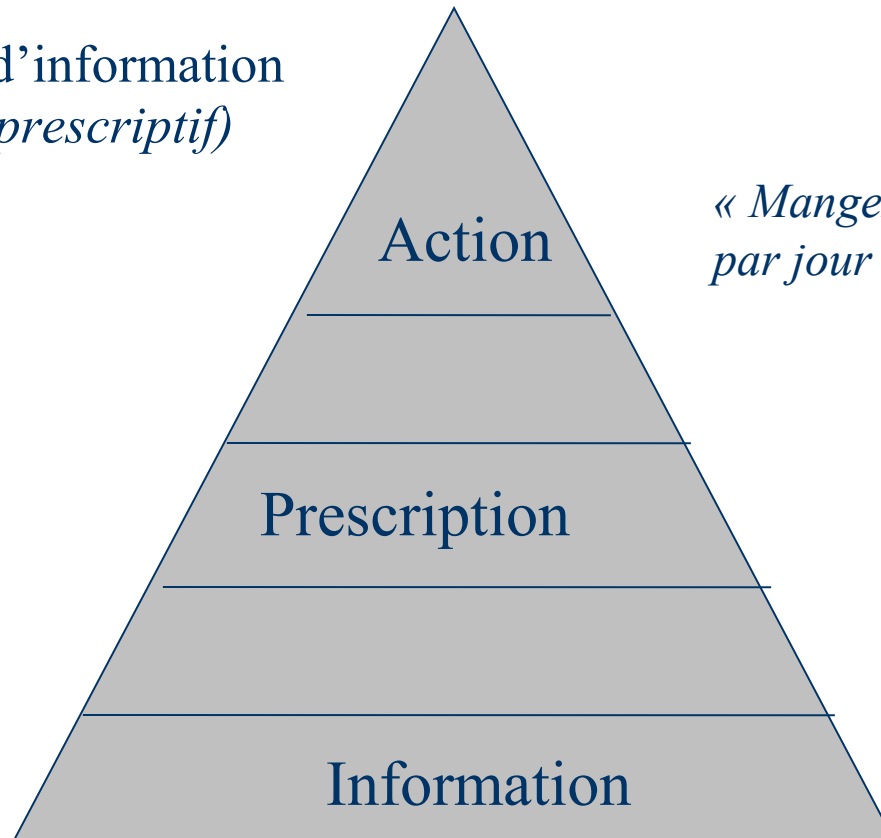 d’information
prescriptif)
« Mange
par jour
Action
Prescription
Information